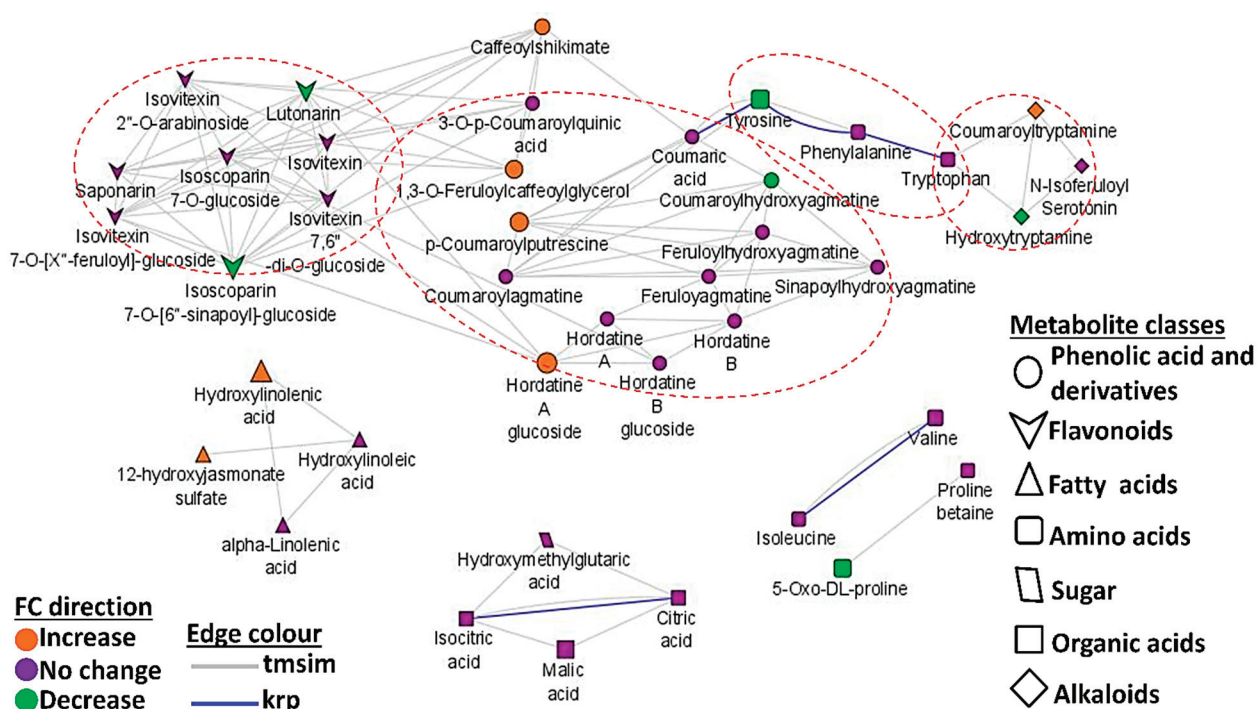 Caffeoylshikimate
Isovitexin
2"-O-arabinoside
Lutonarin
3-O-p-Coumaroylquinic
acid
Tyrosine
Coumaroyltryptamine
Isovitexin
Coumaric
acid
Phenylalanine
Saponarin
Isoscoparin
7-O-glucoside
1,3-O-Feruloylcaffeoylglycerol
Coumaroylhydroxyagmatine
Tryptophan
N-Isoferuloyl
Serotonin
Isovitexin
7-O-[X"-feruloyl]-glucoside
Isovitexin
7,6"
-di-O-glucoside
p-Coumaroylputrescine
Feruloylhydroxyagmatine
Hydroxytryptamine
Isoscoparin
7-O-[6"-sinapoyl]-glucoside
Coumaroylagmatine
Feruloyagmatine
Sinapoylhydroxyagmatine
Hordatine
A
Hordatine
B
Hordatine
A
glucoside
Hordatine
B
glucoside
Hydroxylinolenic
acid
12-hydroxyjasmonate
sulfate
Hydroxylinoleic
acid
alpha-Linolenic
acid
Valine
Proline
betaine
Isoleucine
5-Oxo-DL-proline
Hydroxymethylglutaric
acid
Isocitric
acid
Citric
acid
Malic
acid
Metabolite classes
Phenolic acid and
derivatives
Flavonoids
Fatty acids
Amino acids
Sugar
Organic acids
Alkaloids
FC direction
Increase
No change
Decrease
Edge colour
tmsim
krp